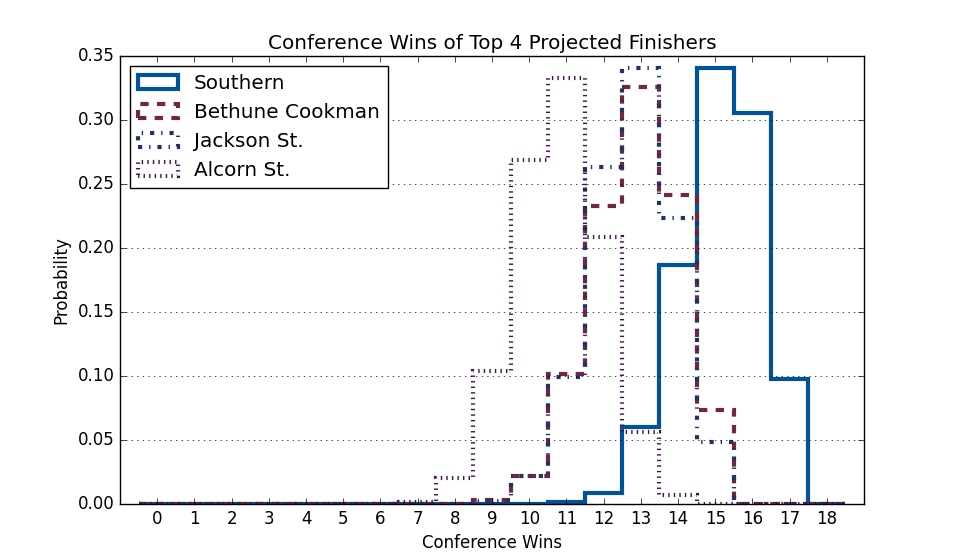 Conference Wins of Top 4 Projected Finishers
0.35
0.30
0.25
0.20
0.15
0.10
0.05
0.00
Probability
Southern
Bethune Cookman
Jackson St.
Alcorn St.
0 1 2 3 4 5 6 7 8 9 10 11 12 13 14 15 16 17 18
Conference Wins